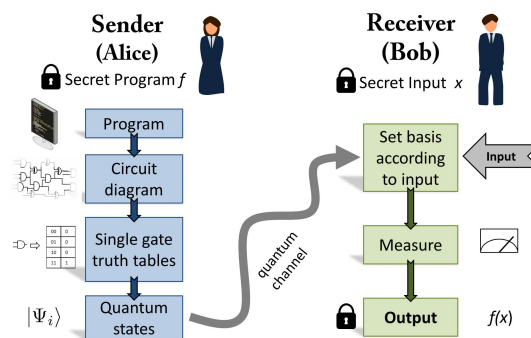 Sender
(Alice)
Secret Program f
Program
Circuit
diagram
00 0
01 0
10 0
11 1
Single gate
truth tables
|Ψi⟩
Quantum
states
quantum
channel
Receiver
(Bob)
Secret Input x
Set basis
according
to input
Input
Measure
Output
f(x)